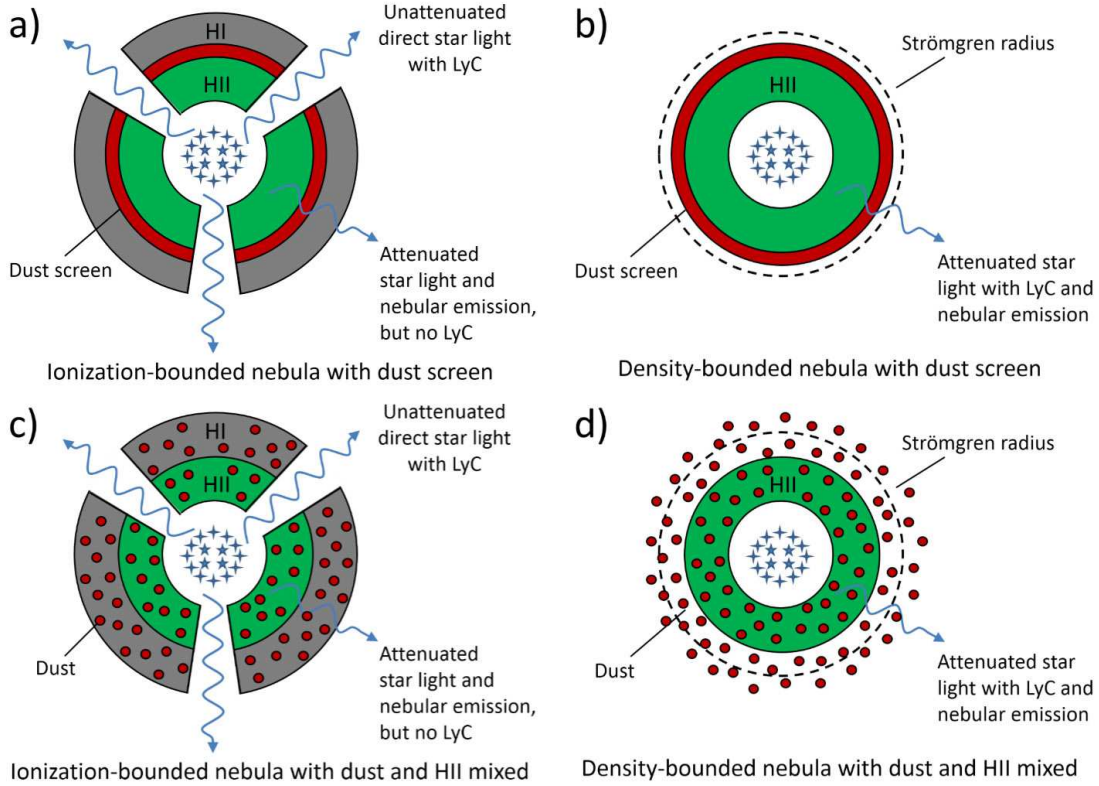 a)
HI
HII
Unattenuated
direct star light
with LyC
Dust screen
Attenuated
star light and
nebular emission,
but no LyC
Ionization-bounded nebula with dust screen
b)
Strömgren radius
HII
Dust screen
Attenuated star
light with LyC and
nebular emission
Density-bounded nebula with dust screen
c)
HI
HII
Unattenuated
direct star light
with LyC
Dust
Attenuated
star light and
nebular emission,
but no LyC
Ionization-bounded nebula with dust and HII mixed
d)
Strömgren radius
HII
Dust
Attenuated star
light with LyC and
nebular emission
Density-bounded nebula with dust and HII mixed